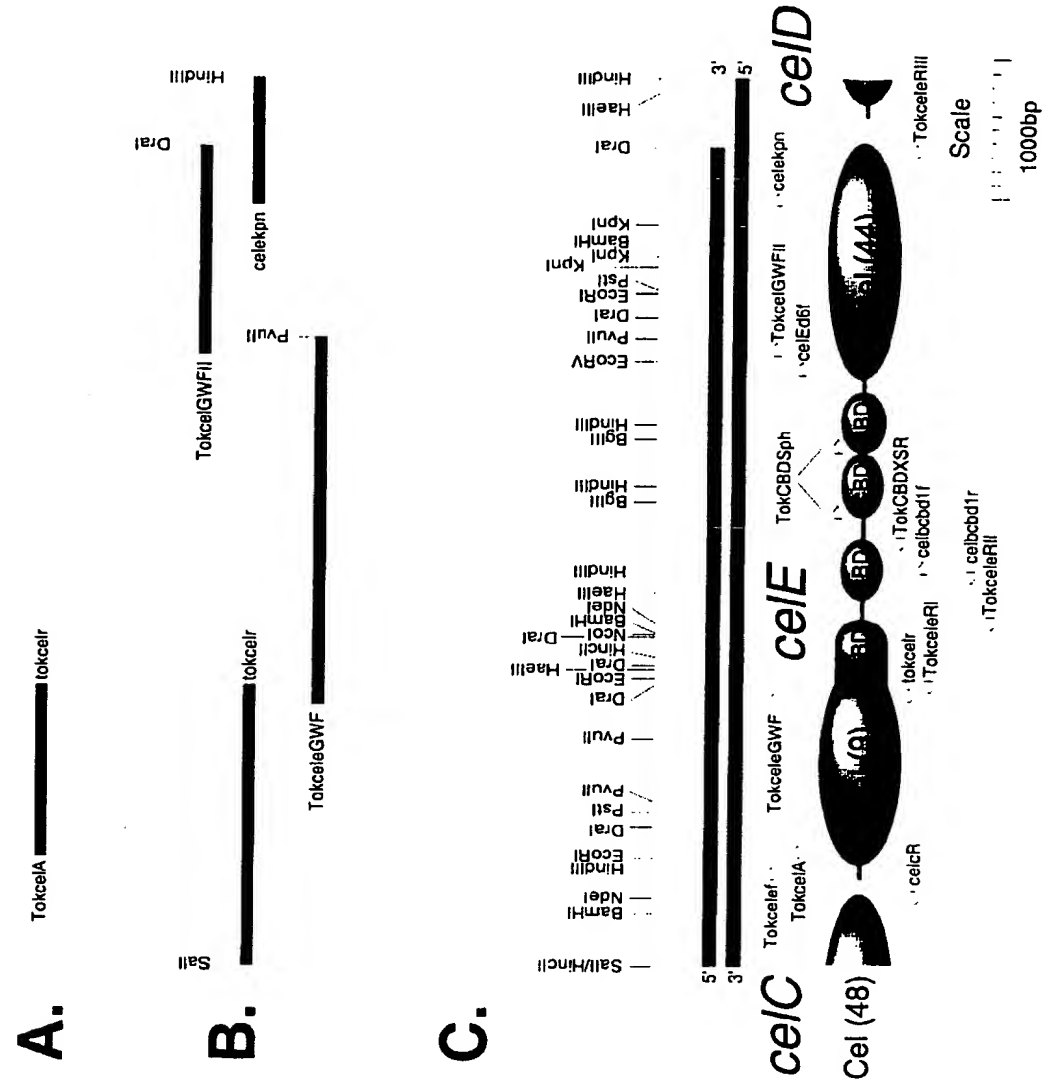 A.
TokcelA
tokcelr
B.
SalI
tokcelr
TokceleGWF
PvuII
TokcelGWFII
DraI
celekpn
HindIII
C.
SalI/HincII
BamHI
NdeI
HindIII
EcoRI
DraI
PstI
PvuII
PvuII
DraI
EcoRI
HaeIII
DraI
HincII
DraI
NcoI
BamHI
NdeI
HaeIII
HindIII
BglII
HindIII
BglII
HindIII
EcoRV
PvuII
DraI
EcoRI
PstI
KpnI
KpnI
BamHI
KpnI
DraI
HaeIII
HindIII
5'
3'
3'
5'
celC
celE
celD
Tokcelef
TokcelA
TokceleGWF
TokCBDSph
TokcelGWFII
celEd6f
celekpn
Cel (48)
(9)
BD
BD
BD
BD
el (44)
celcR
tokcelr
TokceleRI
TokCBDXSR
celbcbd1f
celbcbd1r
TokceleRII
TokceleRIII
Scale
1000bp